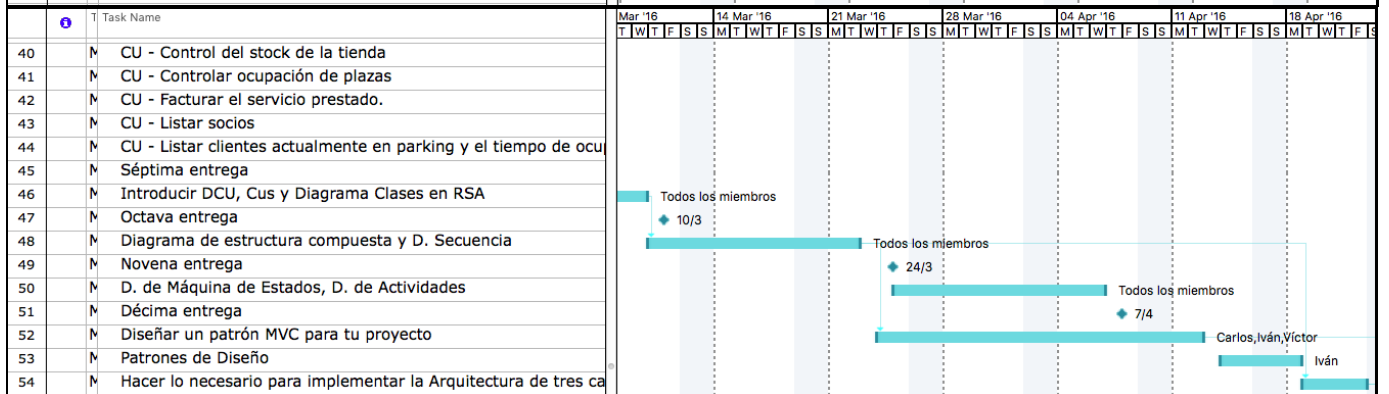 T Task Name Mar '16 14 Mar '16 21 Mar '16 28 Mar '16 04 Apr '16 11 Apr '16 18 Apr '16
T W T F S S M T W T F S S M T W T F S S M T W T F S S M T W T F S S M T W T F S S M T W T F S
40 CU - Control del stock de la tienda
41 CU - Controlar ocupación de plazas
42 CU - Facturar el servicio prestado.
43 CU - Listar socios
44 CU - Listar clientes actualmente en parking y el tiempo de
45 Séptima entrega
46 Introducir DCU, Cus y Diagrama Clases en RSA Todos los miembros
47 Octava entrega 10/3
48 Diagrama de estructura compuesta y D. Secuencia Todos los miembros
49 Novena entrega 24/3
50 D. de Máquina de Estados, D. de Actividades Todos los miembros
51 Décima entrega 7/4
52 Diseñar un patrón MVC para tu proyecto Carlos,Iván,Víctor
53 Patrones de Diseño Iván
54 Hacer lo necesario para implementar la Arquitectura de tres ca